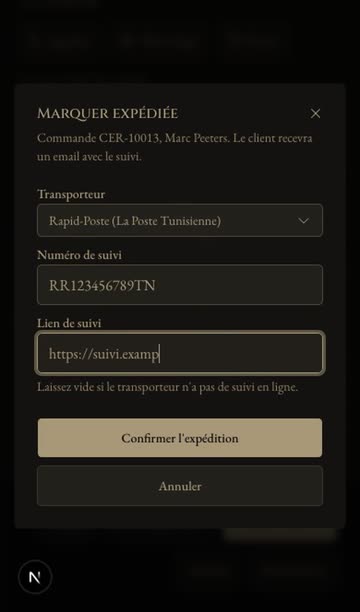 Marquer expédiée
Commande CER-10013, Marc Peeters. Le client recevra
un email avec le suivi.
Transporteur
Rapid-Poste (La Poste Tunisienne)
Numéro de suivi
RR123456789TN
Lien de suivi
https://suivi.examp
Laissez vide si le transporteur n'a pas de suivi en ligne.
Confirmer l'expédition
Annuler
N